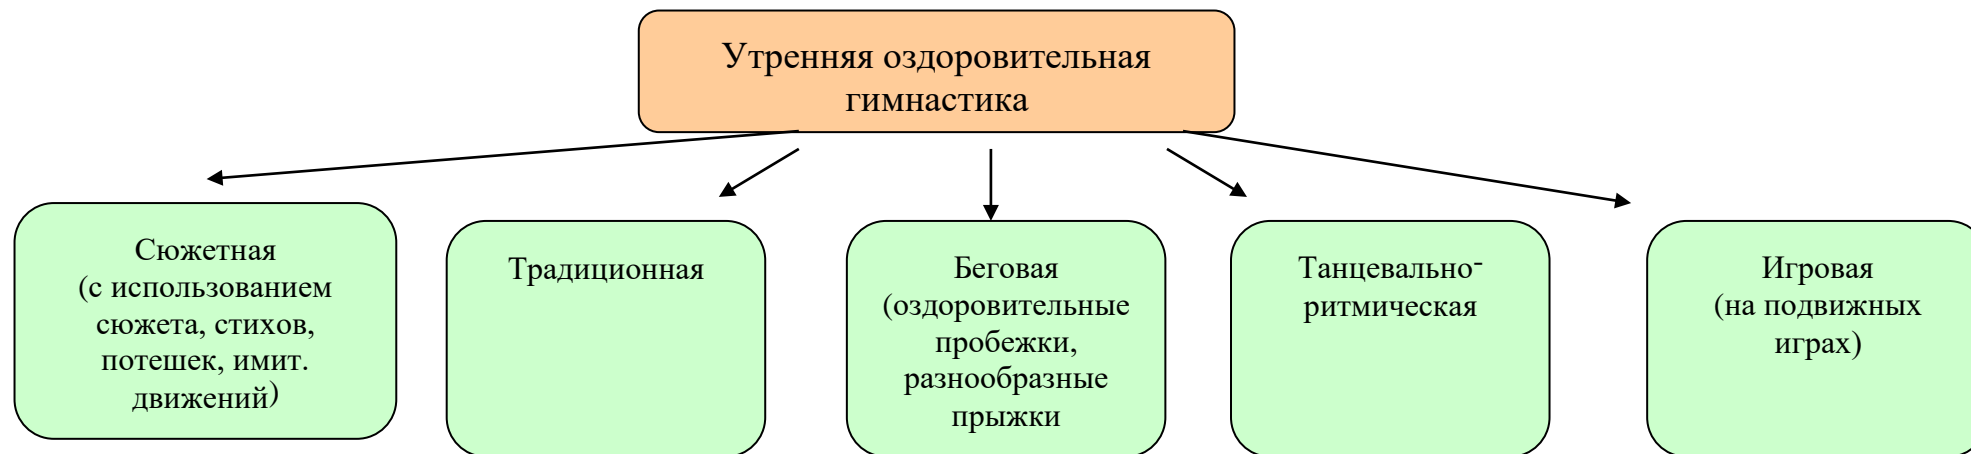 Утренняя оздоровительная
гимнастика
Сюжетная
(с использованием
сюжета, стихов,
потешек, имит.
движений)
Традиционная
Беговая
(оздоровительные
пробежки,
разнообразные
прыжки
Танцевально-
ритмическая
Игровая
(на подвижных
играх)